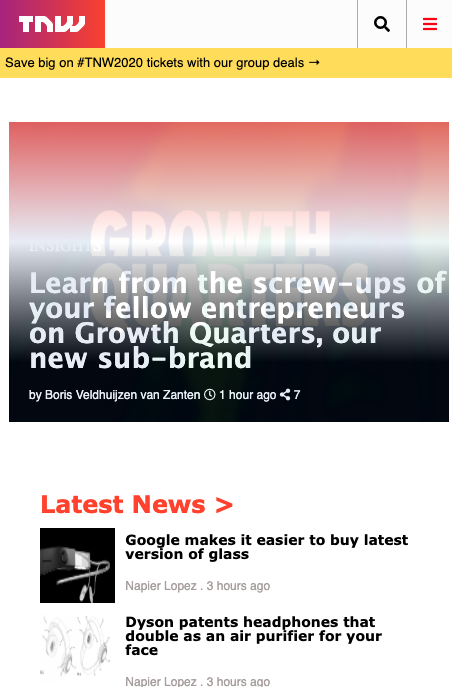 TNW
Save big on #TNW2020 tickets with our group deals →
GROWTH
QUARTERS
INSIGHTS
Learn from the screw-ups of
your fellow entrepreneurs
on Growth Quarters, our
new sub-brand
by Boris Veldhuijzen van Zanten 1 hour ago 7
Latest News >
Google makes it easier to buy latest
version of glass
Napier Lopez . 3 hours ago
Dyson patents headphones that
double as an air purifier for your
face
Napier Lopez . 3 hours ago